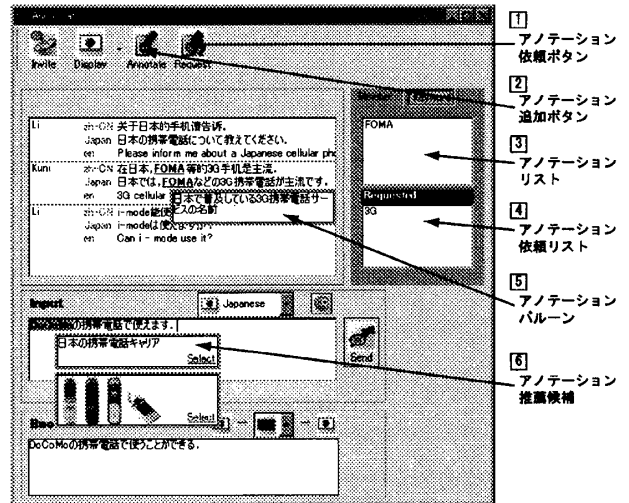 Invite Display Annotate Request
Li zh-CN 关于日本的手机请告诉.
Japan 日本の携帯電話について教えてください.
en Please inform me about a Japanese cellular pho
Kuni zh-CN 在日本,FOMA等的3G手机是主流.
Japan 日本では,FOMAなどの3G携帯電話が主流です.
en 3G cellular
日本で普及している3G携帯電話サー
ビスの名前
Li zh-CN i-mode能使
Japan i-modeは使えますか?
en Can i - mode use it?
FOMA
Requested
3G
Input
Japanese
DoCoMoの携帯電話で使えます.
日本の携帯電話キャリア
Select
Send
Select
DoCoMoの携帯電話で使うことができる.
1
アノテーション
依頼ボタン
2
アノテーション
追加ボタン
3
アノテーション
リスト
4
アノテーション
依頼リスト
5
アノテーション
バルーン
6
アノテーション
推薦候補